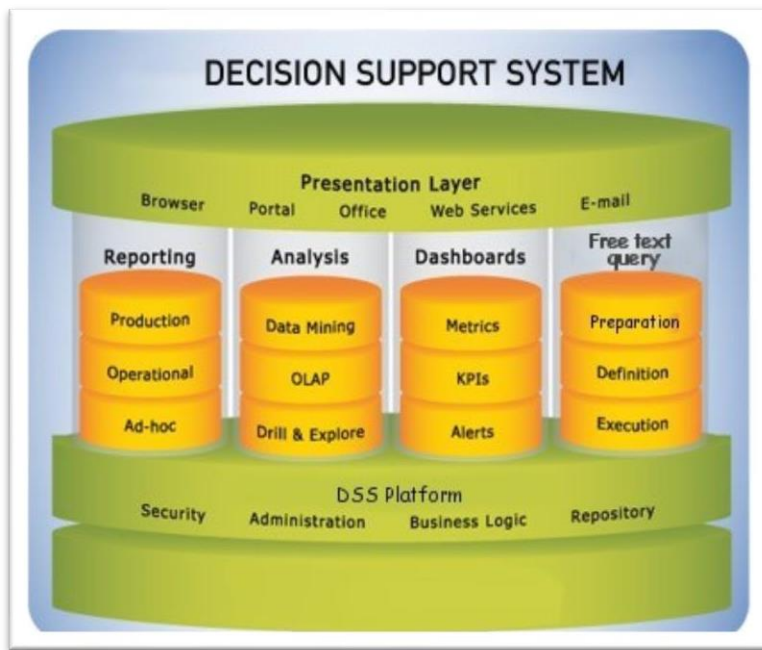 DECISION SUPPORT SYSTEM
Presentation Layer
Browser Portal Office Web Services E-mail
Reporting
Production
Operational
Ad-hoc
Analysis
Data Mining
OLAP
Drill & Explore
Dashboards
Metrics
KPIs
Alerts
Free text
query
Preparation
Definition
Execution
DSS Platform
Security Administration Business Logic Repository